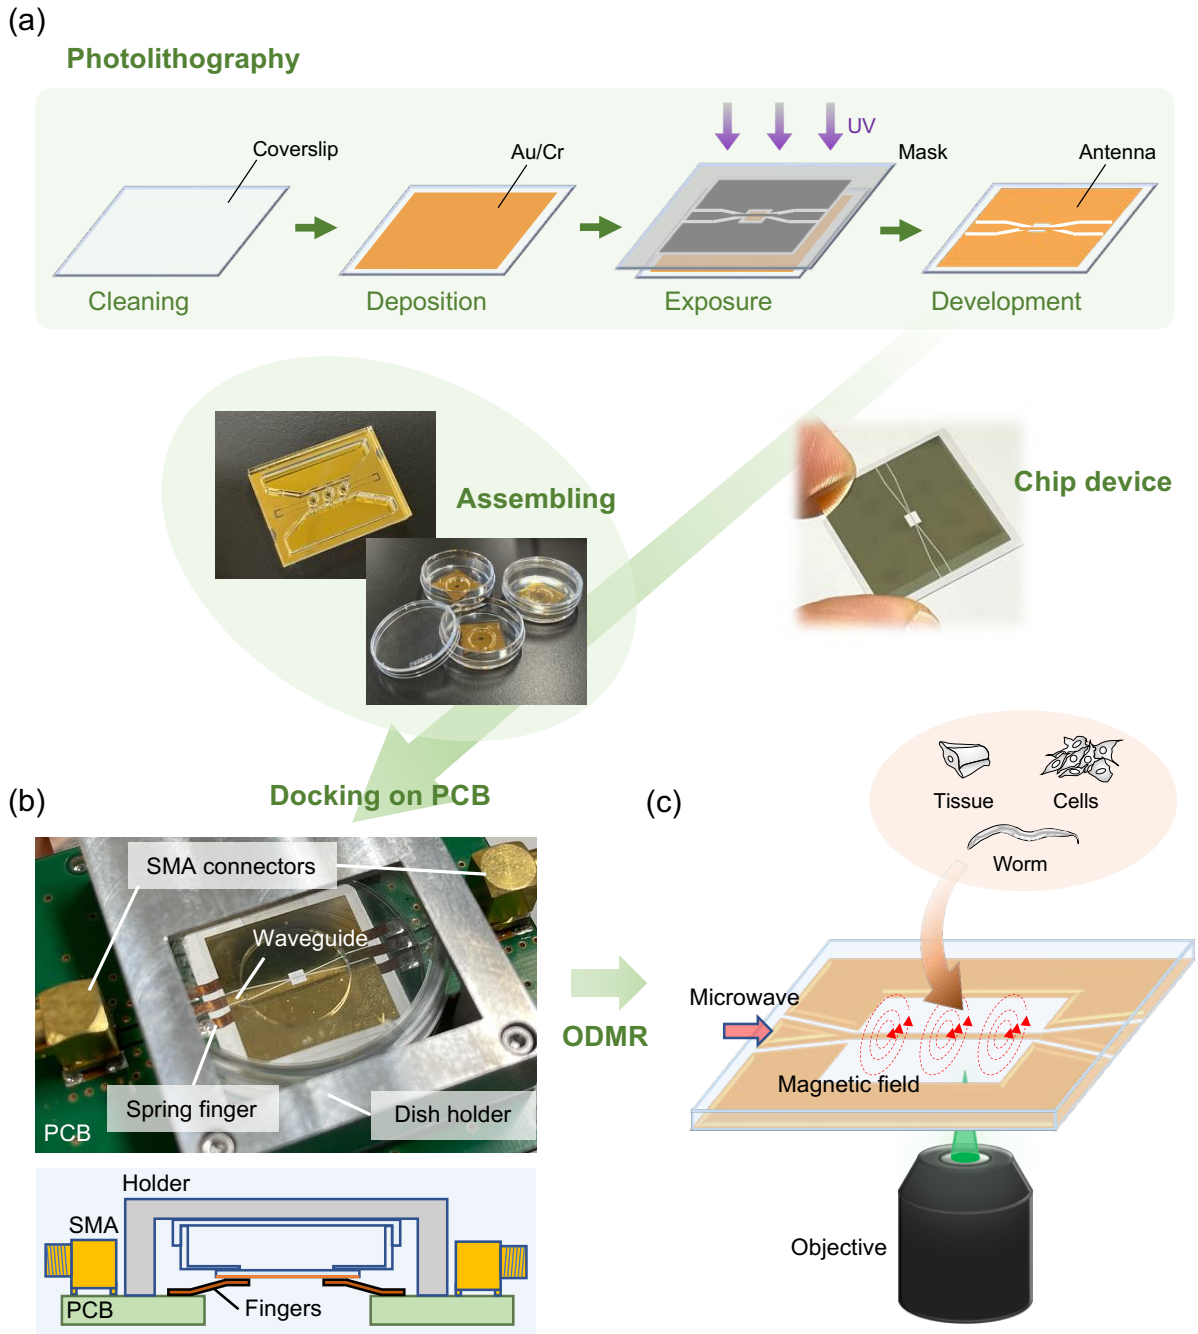 (a)
Photolithography
UV
Coverslip
Au/Cr
Mask
Antenna
Cleaning
Deposition
Exposure
Development
Assembling
Chip device
(b)
Docking on PCB
SMA connectors
Waveguide
Spring finger
Dish holder
PCB
Holder
SMA
PCB
Fingers
ODMR
(c)
Tissue
Cells
Worm
Microwave
Magnetic field
Objective